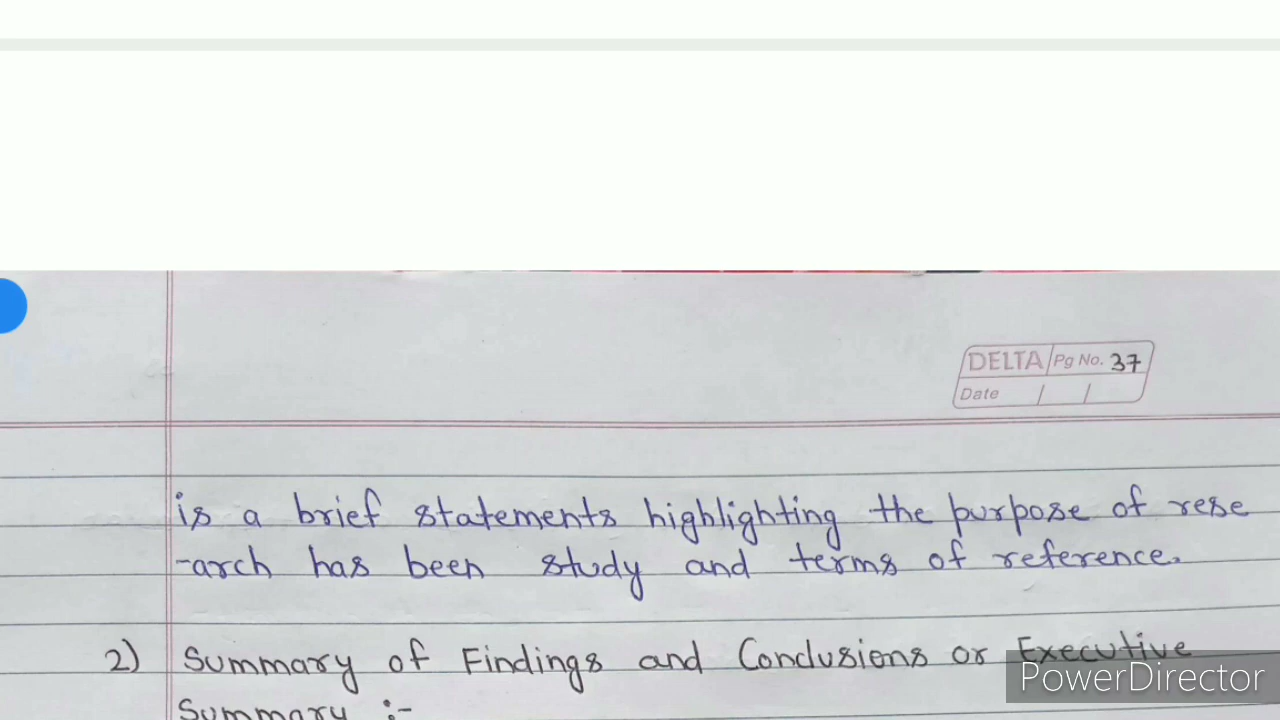 DELTA Pg No. 37
Date / /
is a brief statements highlighting the purpose of rese
-arch has been study and terms of reference.
2) Summary of Findings and Conclusions or Executive
Summary :-
PowerDirector